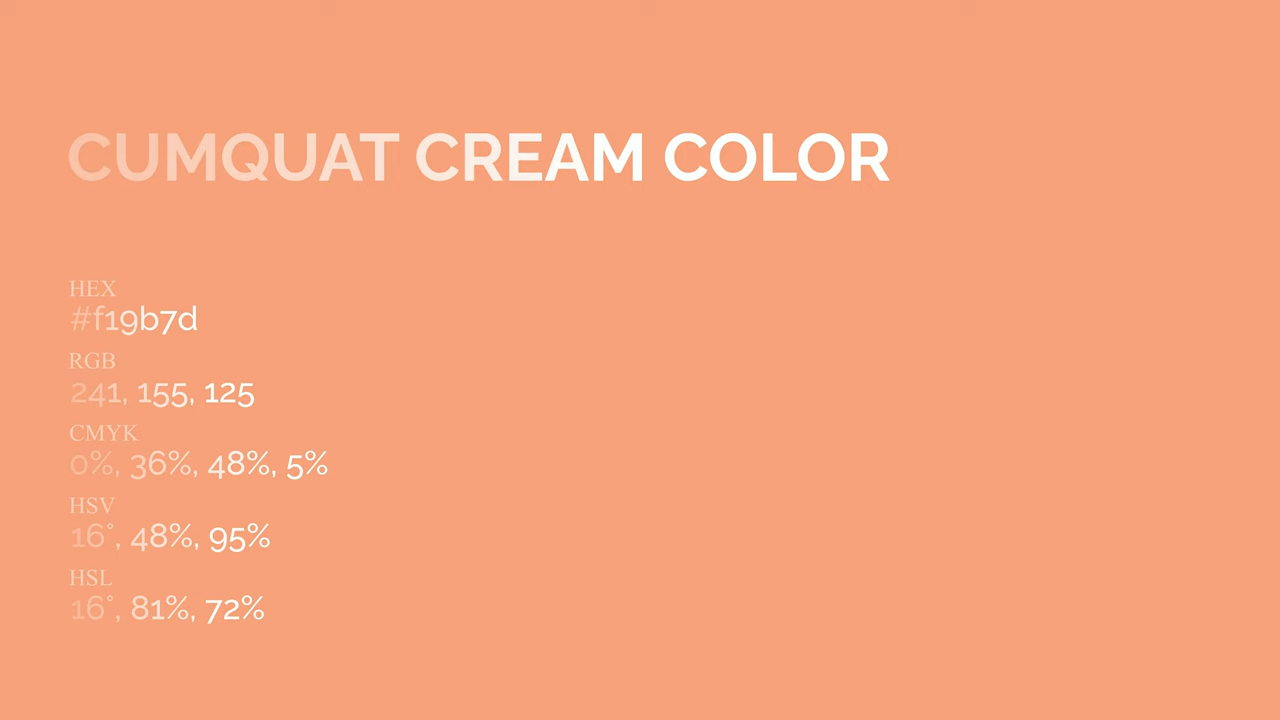 CUMQUAT CREAM COLOR
HEX
#f19b7d
RGB
241, 155, 125
CMYK
0%, 36%, 48%, 5%
HSV
16°, 48%, 95%
HSL
16°, 81%, 72%